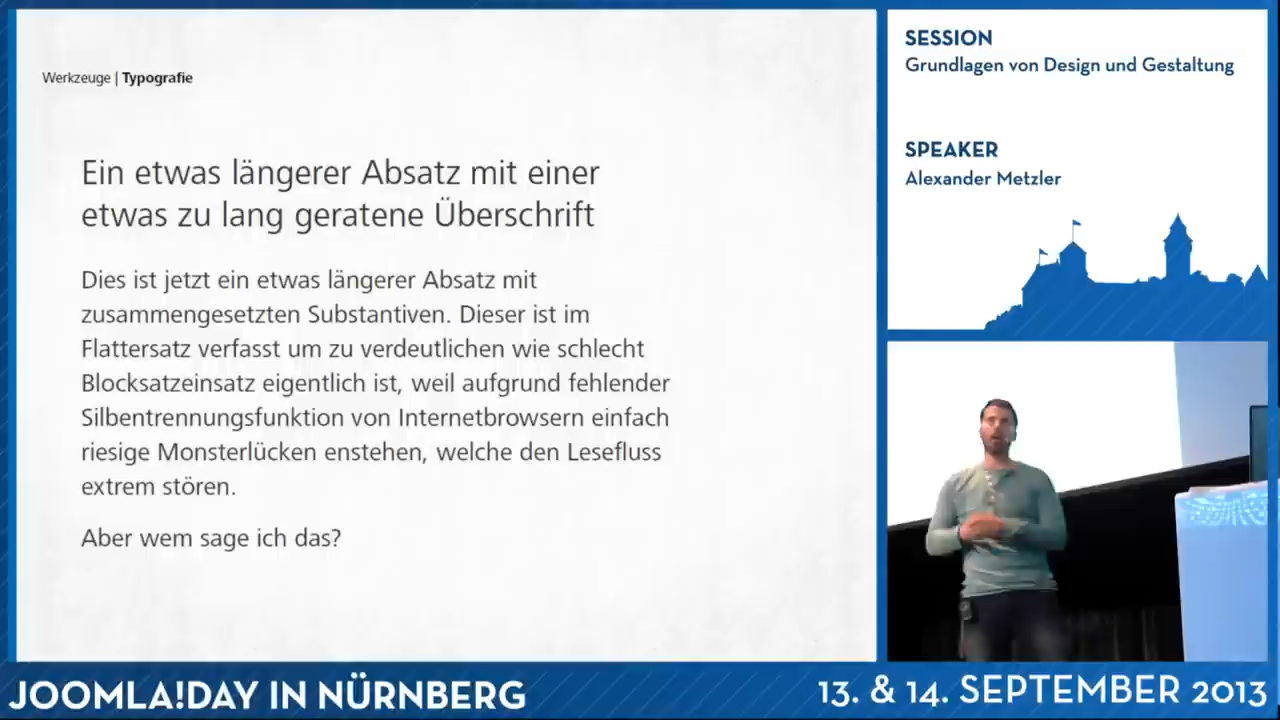 Werkzeuge | Typografie
Ein etwas längerer Absatz mit einer
etwas zu lang geratene Überschrift
Dies ist jetzt ein etwas längerer Absatz mit
zusammengesetzten Substantiven. Dieser ist im
Flattersatz verfasst um zu verdeutlichen wie schlecht
Blocksatzeinsatz eigentlich ist, weil aufgrund fehlender
Silbentrennungsfunktion von Internetbrowsern einfach
riesige Monsterlücken enstehen, welche den Lesefluss
extrem stören.
Aber wem sage ich das?
SESSION
Grundlagen von Design und Gestaltung
SPEAKER
Alexander Metzler
JOOMLA!DAY IN NÜRNBERG
13. & 14. SEPTEMBER 2013